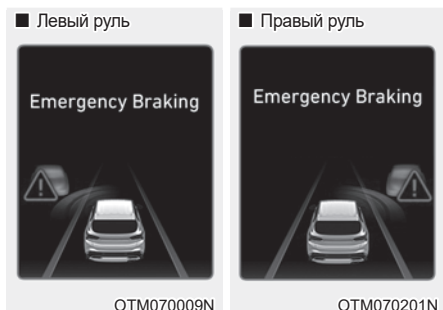 ■ Левый руль
Emergency Braking
OTM070009N
■ Правый руль
Emergency Braking
OTM070201N